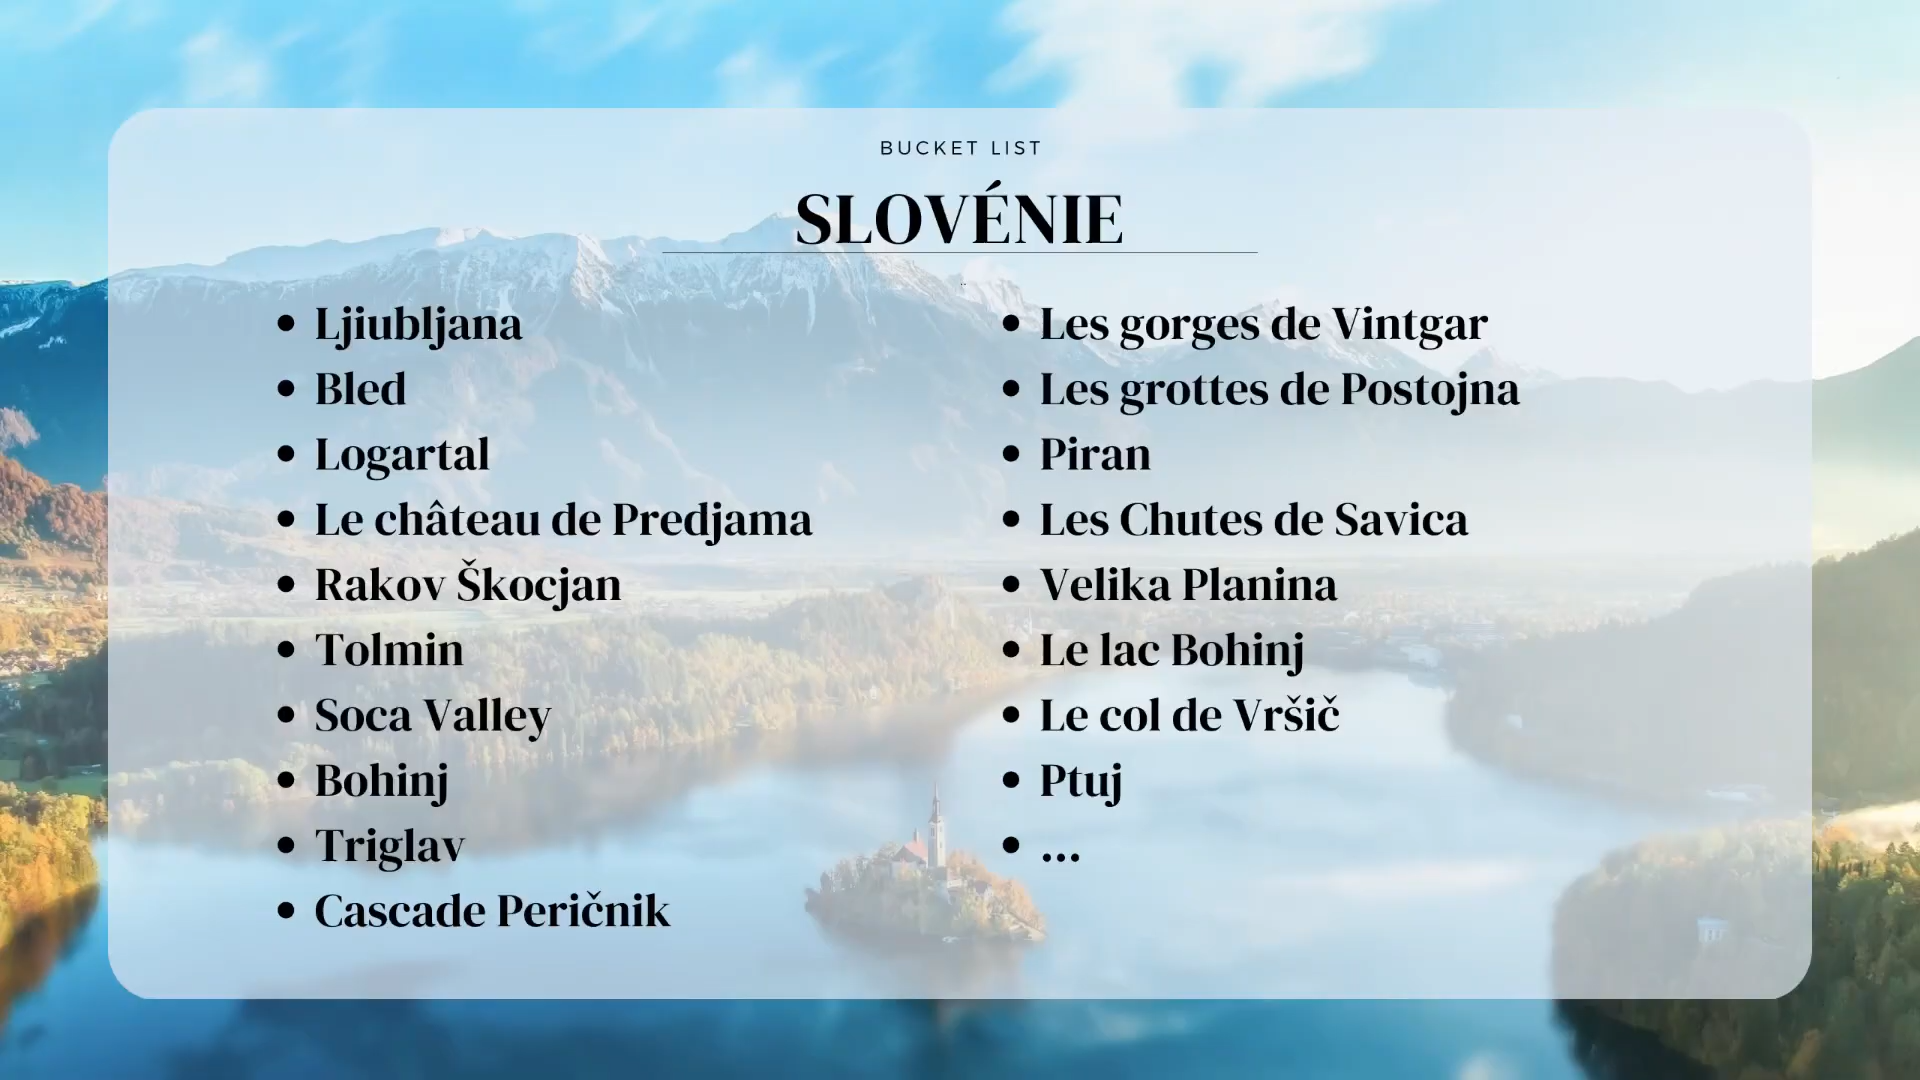 BUCKET LIST
SLOVÉNIE
• Ljiubljana
• Bled
• Logartal
• Le château de Predjama
• Rakov Škocjan
• Tolmin
• Soca Valley
• Bohinj
• Triglav
• Cascade Peričnik
• Les gorges de Vintgar
• Les grottes de Postojna
• Piran
• Les Chutes de Savica
• Velika Planina
• Le lac Bohinj
• Le col de Vršič
• Ptuj
• ...